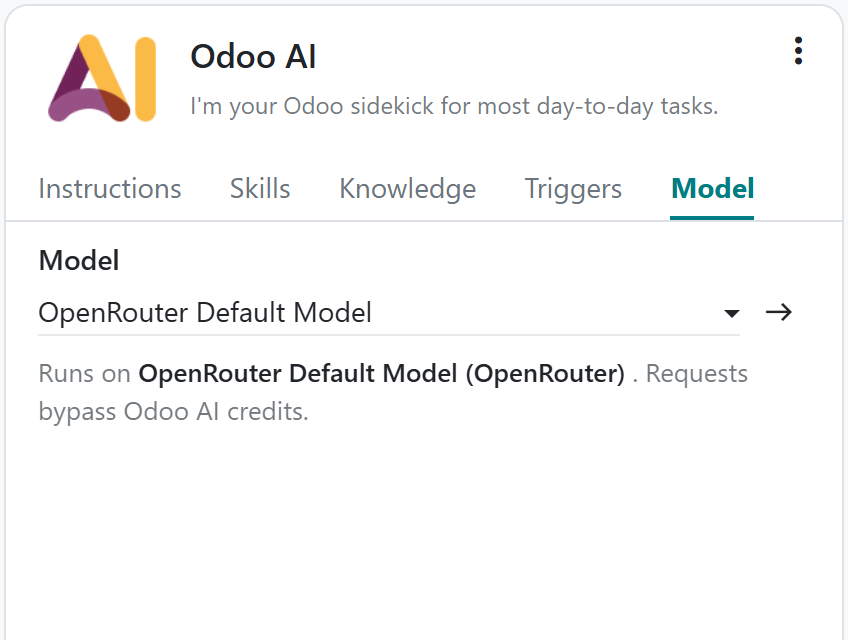 AI
Odoo AI
I'm your Odoo sidekick for most day-to-day tasks.
Instructions Skills Knowledge Triggers Model
Model
OpenRouter Default Model
Runs on OpenRouter Default Model (OpenRouter) . Requests
bypass Odoo AI credits.